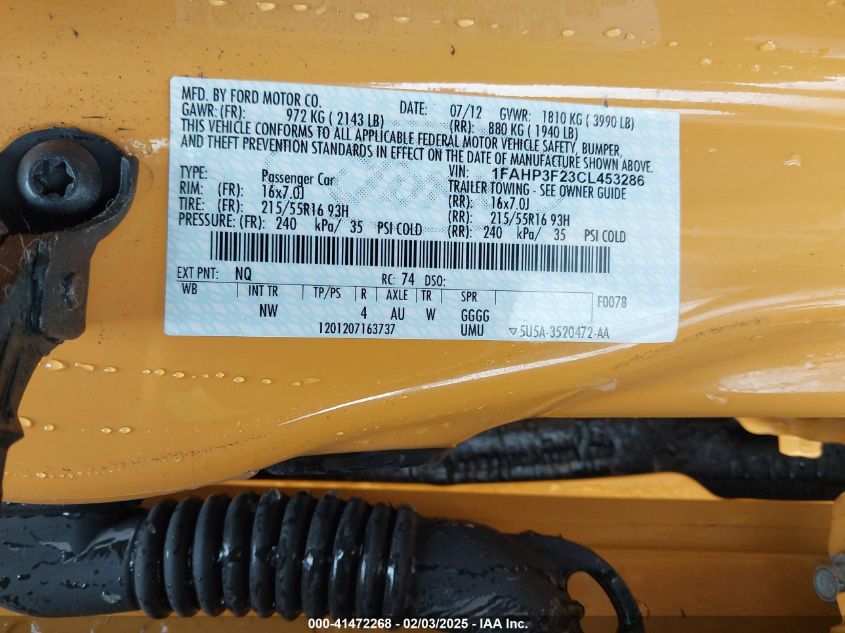 MFD. BY FORD MOTOR CO. DATE: 07/12 GVWR: 1810 KG ( 3990 LB)
GAWR: (FR): 972 KG ( 2143 LB) (RR): 880 KG ( 1940 LB)
THIS VEHICLE CONFORMS TO ALL APPLICABLE FEDERAL MOTOR VEHICLE SAFETY, BUMPER,
AND THEFT PREVENTION STANDARDS IN EFFECT ON THE DATE OF MANUFACTURE SHOWN ABOVE.
VIN: 1FAHP3F23CL453286
TYPE: Passenger Car TRAILER TOWING - SEE OWNER GUIDE
RIM: (FR) 16x7.0J (RR): 16x7.0J
TIRE: (FR): 215/55R16 93H (RR): 215/55R16 93H
PRESSURE: (FR): 240 kPa/ 35 PSI COLD (RR): 240 kPa/ 35 PSI COLD
EXT PNT: NQ RC: 74 DSO:
WB INT TR TP/PS R AXLE TR SPR F0078
NW 4 AU W GGGG
1201207163737 UMU ▽5U5A-3520472-AA
000-41472268 - 02/03/2025 - IAA Inc.